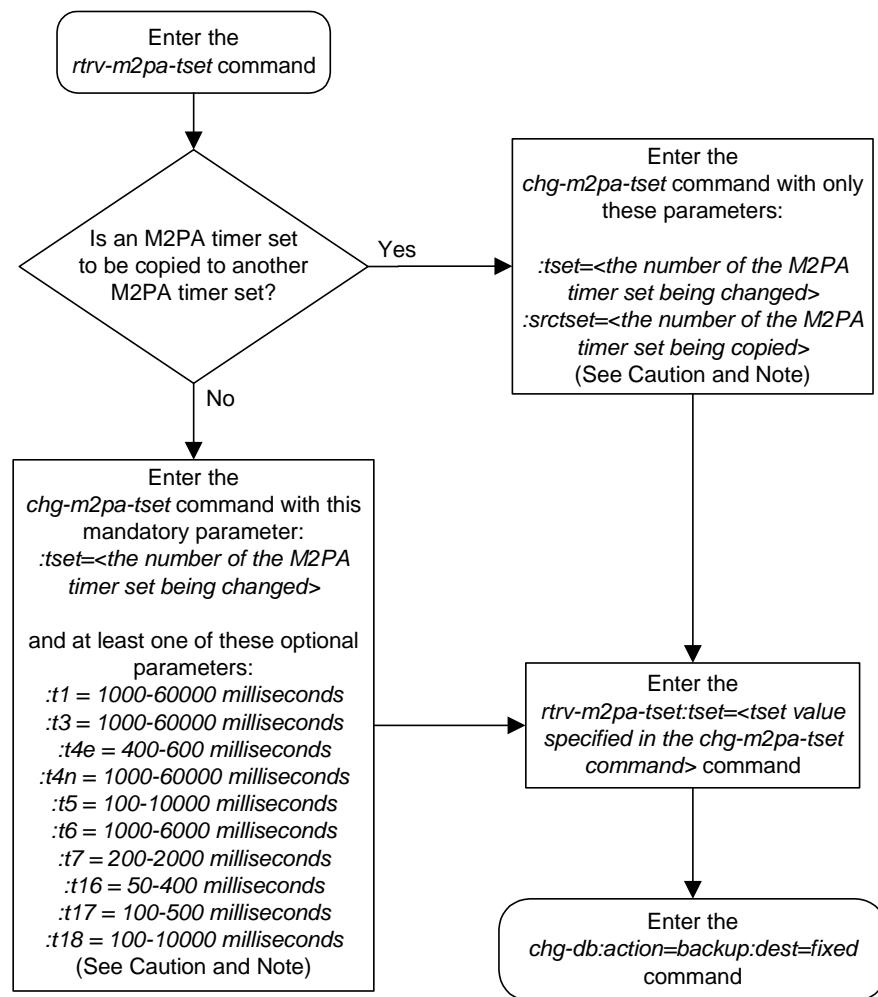 Enter the
rtrv-m2pa-tset command
Is an M2PA timer set
to be copied to another
M2PA timer set?
Yes
No
Enter the
chg-m2pa-tset command with only
these parameters:
:tset=<the number of the M2PA
timer set being changed>
:srctset=<the number of the M2PA
timer set being copied>
(See Caution and Note)
Enter the
chg-m2pa-tset command with this
mandatory parameter:
:tset=<the number of the M2PA
timer set being changed>
and at least one of these optional
parameters:
:t1 = 1000-60000 milliseconds
:t3 = 1000-60000 milliseconds
:t4e = 400-600 milliseconds
:t4n = 1000-60000 milliseconds
:t5 = 100-10000 milliseconds
:t6 = 1000-6000 milliseconds
:t7 = 200-2000 milliseconds
:t16 = 50-400 milliseconds
:t17 = 100-500 milliseconds
:t18 = 100-10000 milliseconds
(See Caution and Note)
Enter the
rtrv-m2pa-tset:tset=<tset value
specified in the chg-m2pa-tset
command> command
Enter the
chg-db:action=backup:dest=fixed
command